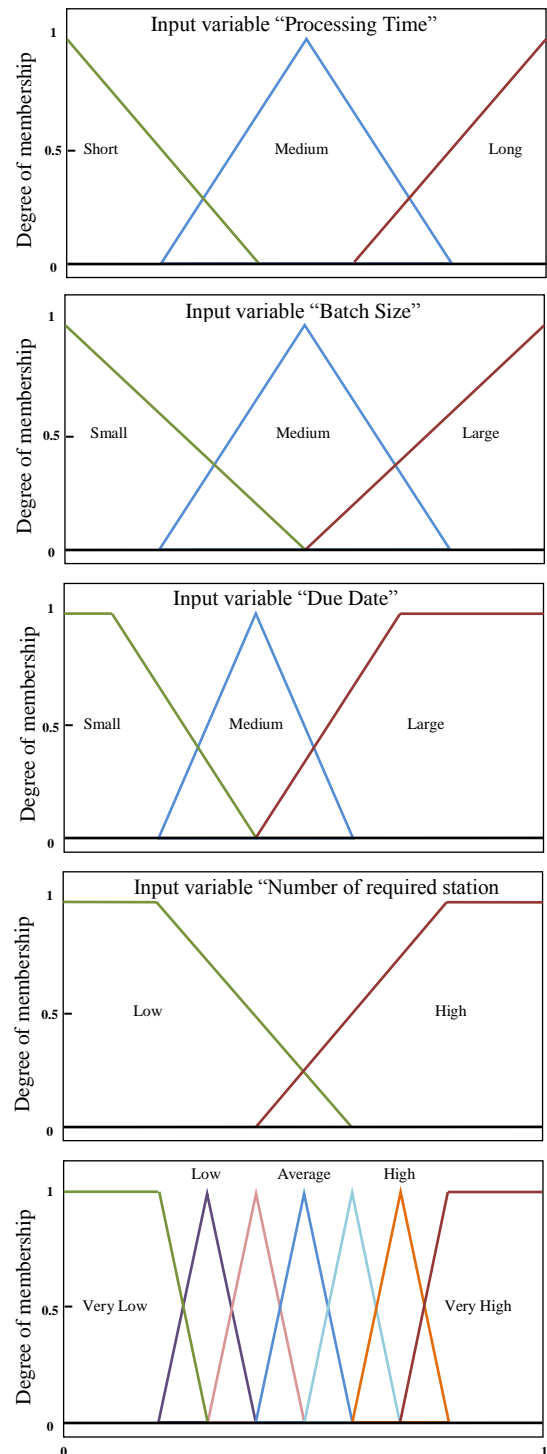 Input variable “Processing Time”
1
0.5
Short
Medium
Long
0
Degree of membership
Input variable “Batch Size”
1
0.5
Small
Medium
Large
0
Degree of membership
Input variable “Due Date”
1
0.5
Small
Medium
Large
0
Degree of membership
Input variable “Number of required station
1
0.5
Low
High
0
Degree of membership
Low
Average
High
1
0.5
Very Low
Very High
0
Degree of membership
0
1